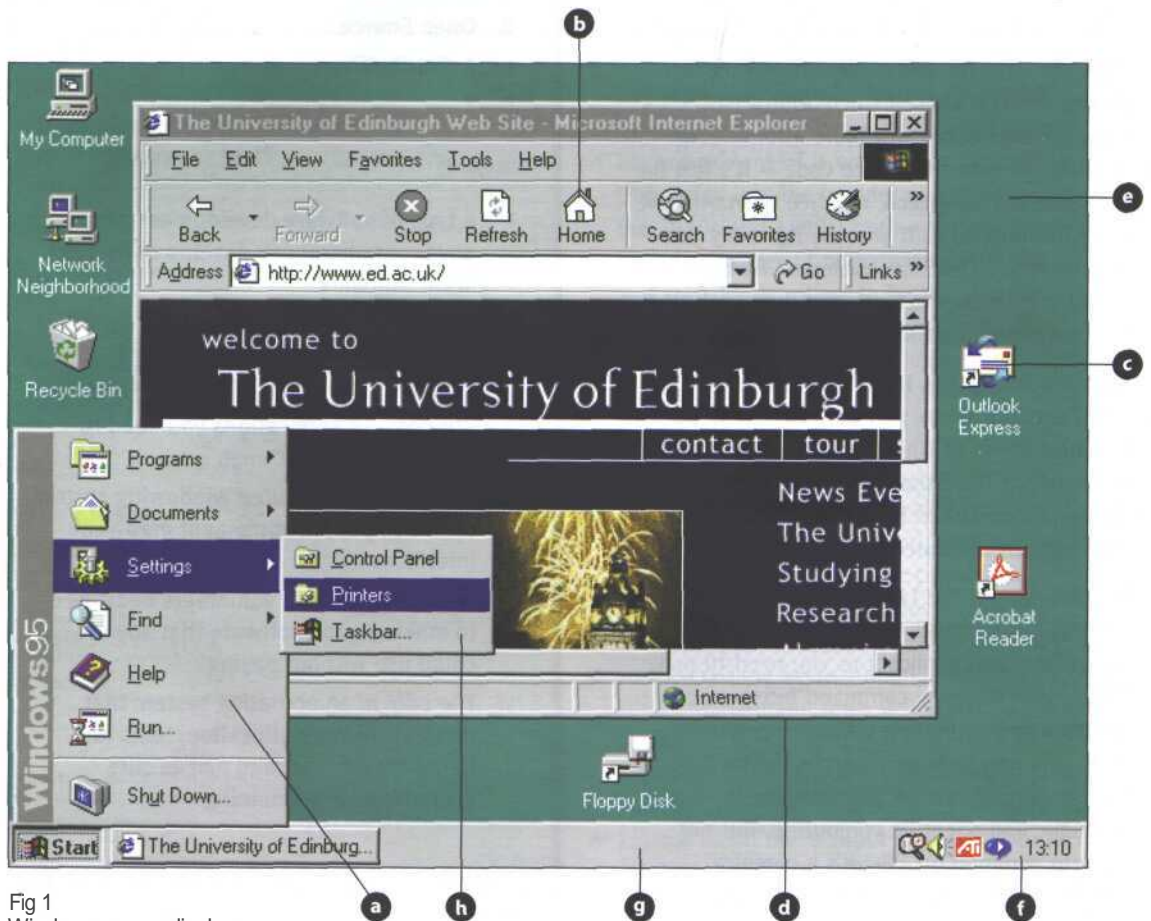 b
My Computer
The University of Edinburgh Web Site - Microsoft Internet Explorer
File Edit View Favorites Tools Help
Back Forward Stop Refresh Home Search Favorites History »
Address http://www.ed.ac.uk/ Go Links »
e
Network
Neighborhood
Recycle Bin
welcome to
The University of Edinburgh
contact tour
c
Outlook
Express
News Eve
The Univ
Studying
Research
Acrobat
Reader
Windows95
Programs
Documents
Settings
Find
Help
Run...
Shut Down...
Control Panel
Printers
Taskbar...
Internet
Floppy Disk
Start The University of Edinburg... ATI 13:10
Fig 1
a h g d f